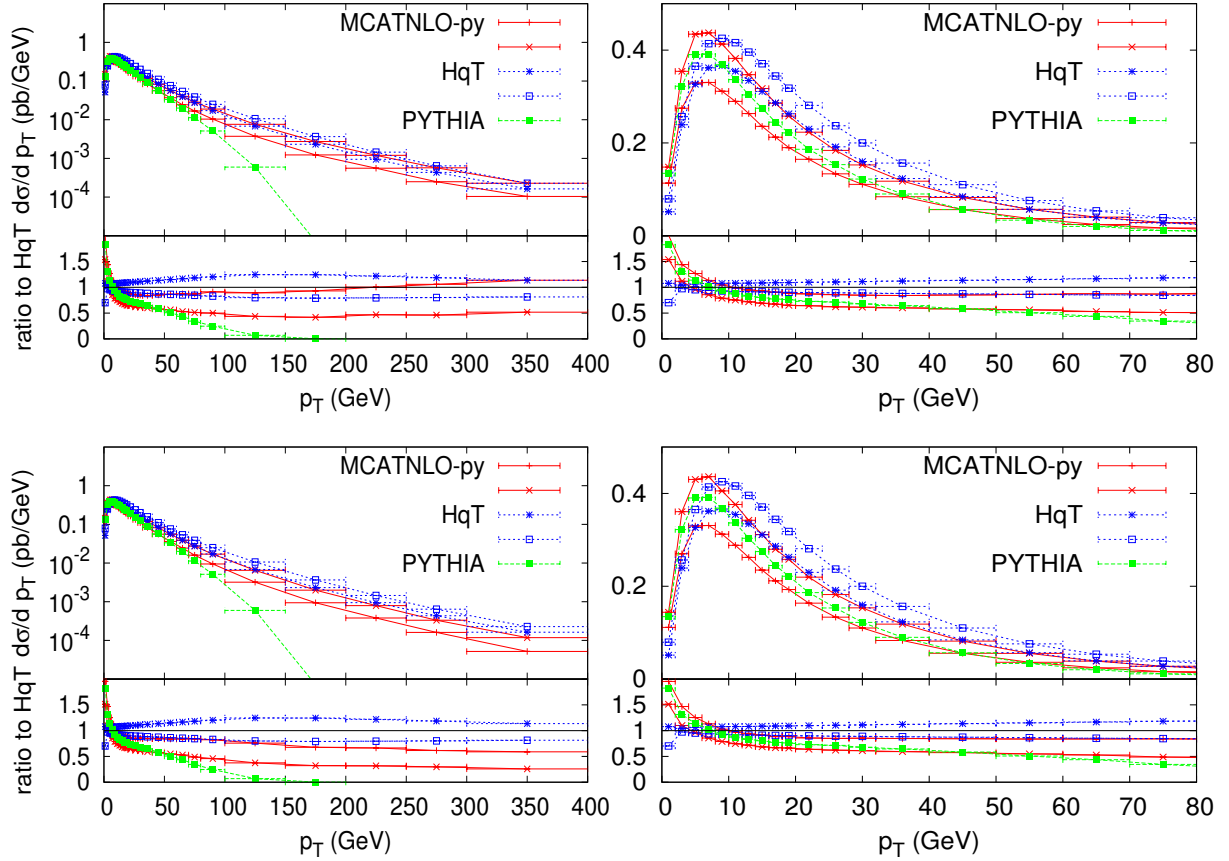 MCATNLO-py
HqT
PYTHIA
dσ/d p_T (pb/GeV)
1
0.1
10^-2
10^-3
10^-4
ratio to HqT
1.5
1
0.5
0
0 50 100 150 200 250 300 350 400
p_T (GeV)
MCATNLO-py
HqT
PYTHIA
0.4
0.2
0
1.5
1
0.5
0
0 10 20 30 40 50 60 70 80
p_T (GeV)
MCATNLO-py
HqT
PYTHIA
dσ/d p_T (pb/GeV)
1
0.1
10^-2
10^-3
10^-4
ratio to HqT
1.5
1
0.5
0
0 50 100 150 200 250 300 350 400
p_T (GeV)
MCATNLO-py
HqT
PYTHIA
0.4
0.2
0
1.5
1
0.5
0
0 10 20 30 40 50 60 70 80
p_T (GeV)